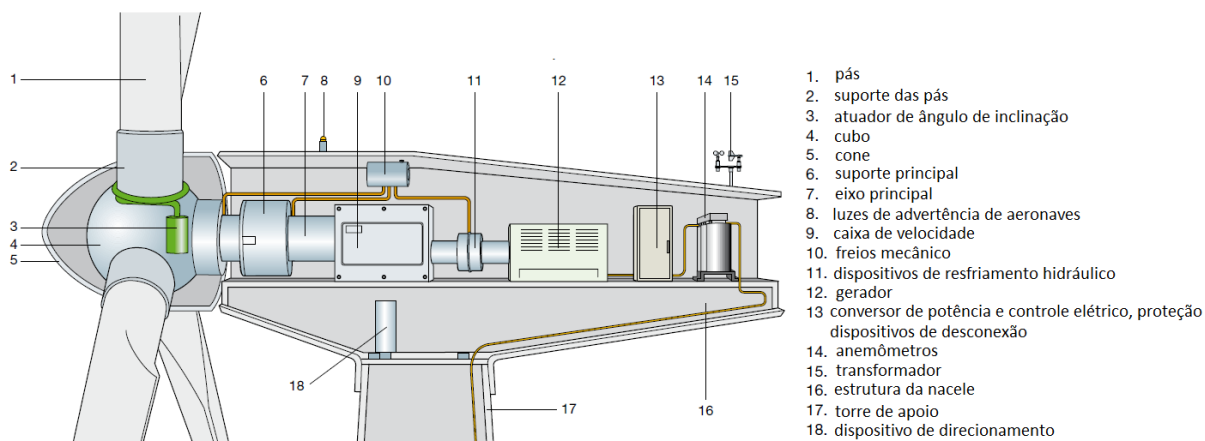 6 7 8 9 10 11 12 13 14 15
1
2
3
4
5
18
17
16
1. pás
2. suporte das pás
3. atuador de ângulo de inclinação
4. cubo
5. cone
6. suporte principal
7. eixo principal
8. luzes de advertência de aeronaves
9. caixa de velocidade
10. freios mecânico
11. dispositivos de resfriamento hidráulico
12. gerador
13 conversor de potência e controle elétrico, proteção
dispositivos de desconexão
14. anemômetros
15. transformador
16. estrutura da nacele
17. torre de apoio
18. dispositivo de direcionamento